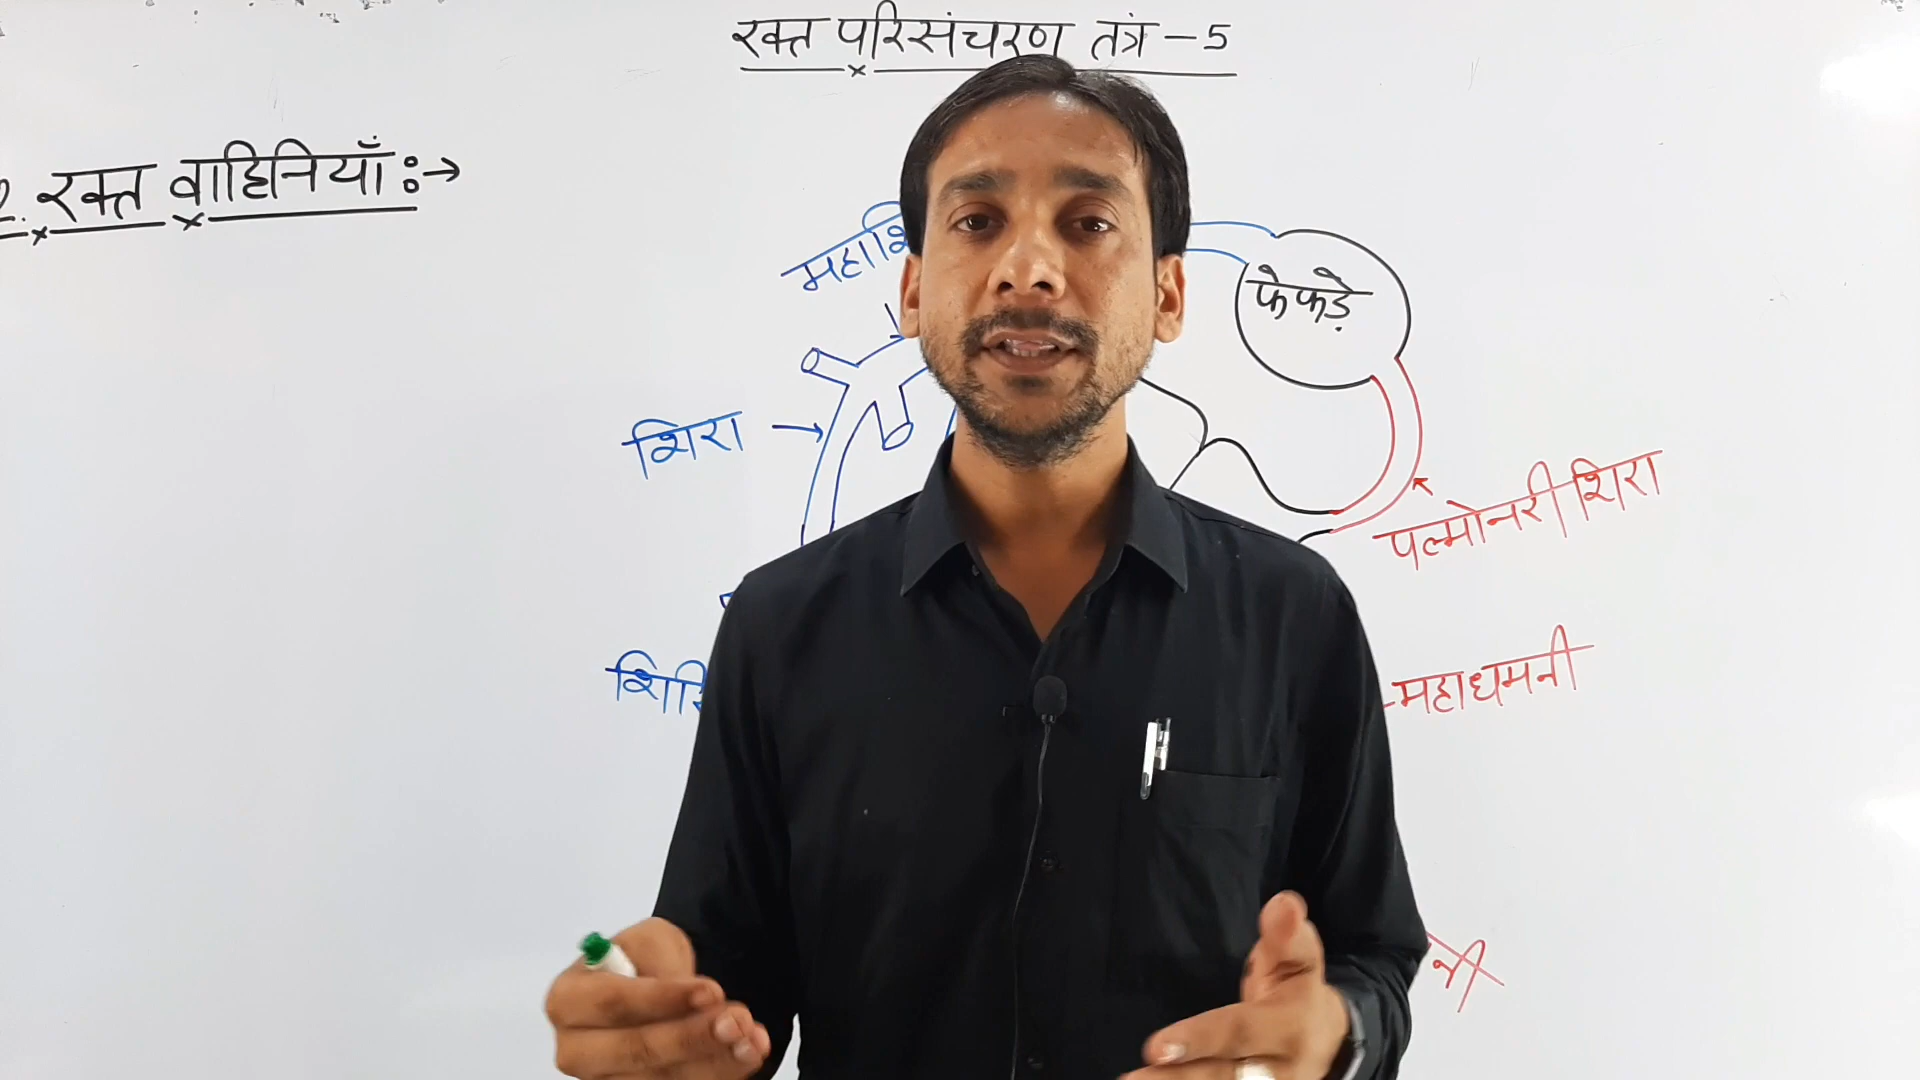 रक्त परिसंचरण तंत्र - 5
2. रक्त वाहिनियाँ :→
फेफड़े
शिरा →
पल्मोनरी शिरा
महाधमनी